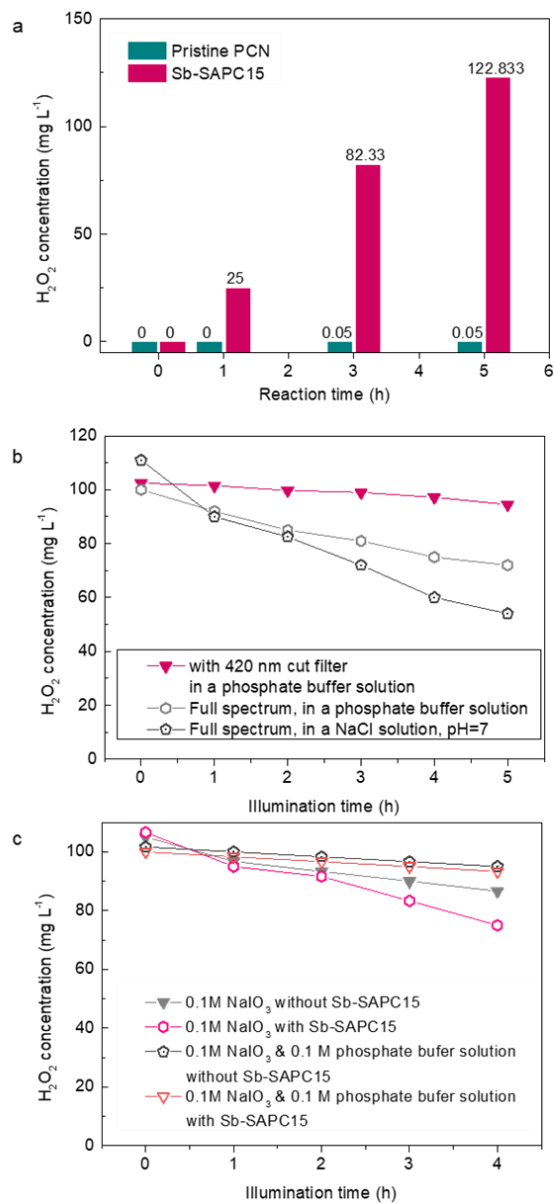 a
Pristine PCN
Sb-SAPC15
H₂O₂ concentration (mg L⁻¹)
150
100
50
0
0 0 0 25 0.05 82.33 0.05 122.833
0 1 2 3 4 5 6
Reaction time (h)
b
H₂O₂ concentration (mg L⁻¹)
120
100
80
60
40
20
0
with 420 nm cut filter
in a phosphate buffer solution
Full spectrum, in a phosphate buffer solution
Full spectrum, in a NaCl solution, pH=7
0 1 2 3 4 5
Illumination time (h)
c
H₂O₂ concentration (mg L⁻¹)
100
80
60
40
20
0
0.1M NaIO₃ without Sb-SAPC15
0.1M NaIO₃ with Sb-SAPC15
0.1M NaIO₃ & 0.1 M phosphate bufer solution
without Sb-SAPC15
0.1M NaIO₃ & 0.1 M phosphate bufer solution
with Sb-SAPC15
0 1 2 3 4
Illumination time (h)